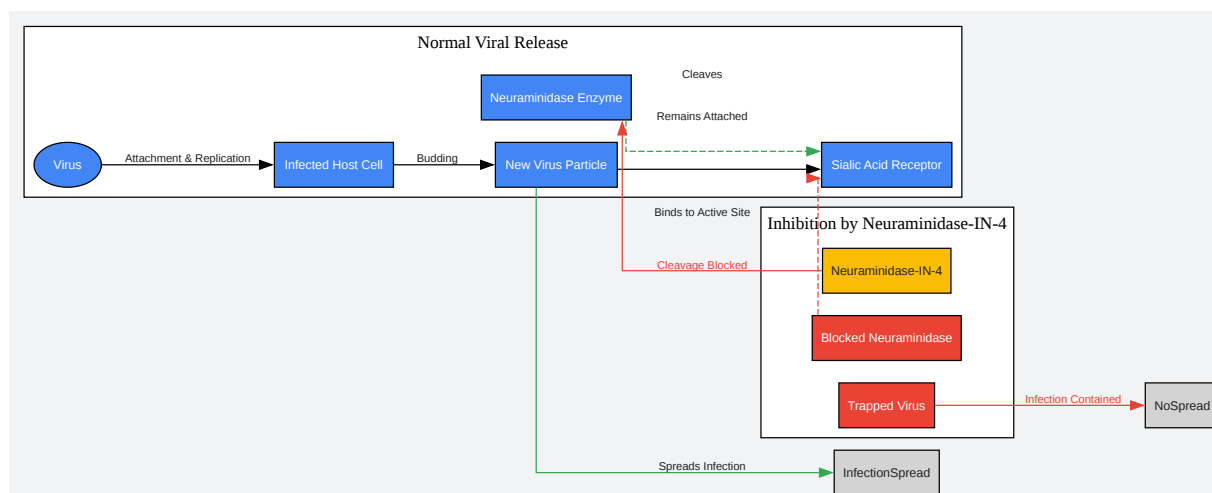 Normal Viral Release
Cleaves
Neuraminidase Enzyme
Remains Attached
Virus
Attachment & Replication
Infected Host Cell
Budding
New Virus Particle
Sialic Acid Receptor
Binds to Active Site
Inhibition by Neuraminidase-IN-4
Cleavage Blocked
Neuraminidase-IN-4
Blocked Neuraminidase
Trapped Virus
Infection Contained
NoSpread
Spreads Infection
InfectionSpread